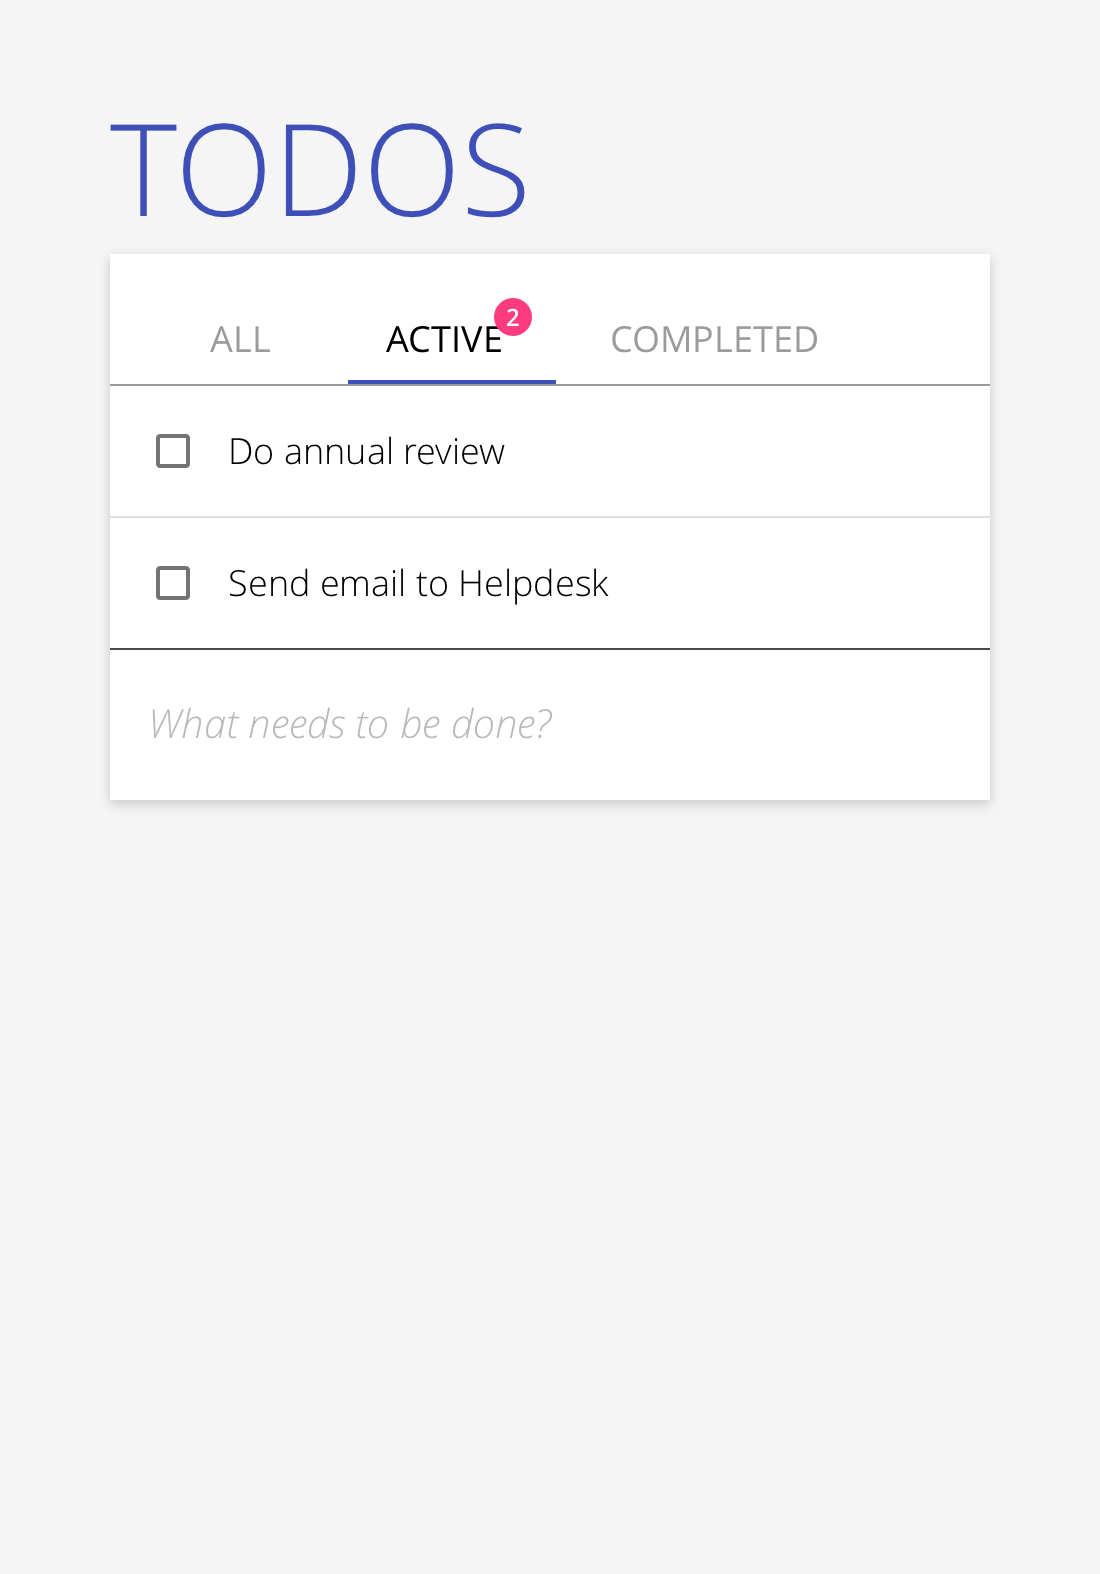 TODOS
ALL ACTIVE 2 COMPLETED
Do annual review
Send email to Helpdesk
What needs to be done?